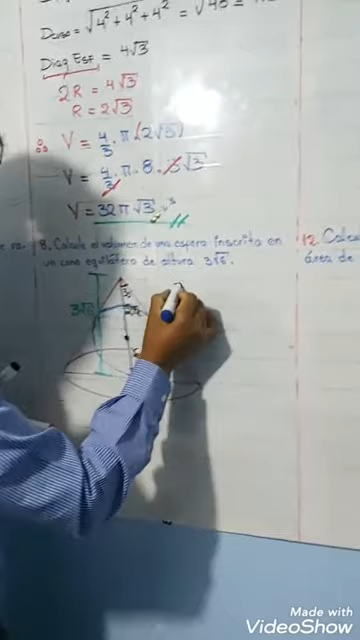 Dcubo = √4²+4²+4² = √48 =
Diag Esf = 4√3
2R = 4√3
R = 2√3
V = 4/3 . π (2√3)
V = 4/3 . π . 8 . 3√3
V = 32π√3
8. Calcule el volumen de una esfera inscrita en 12.
un cono equilátero de altura 3√6. área de
3√6
Made with
VideoShow